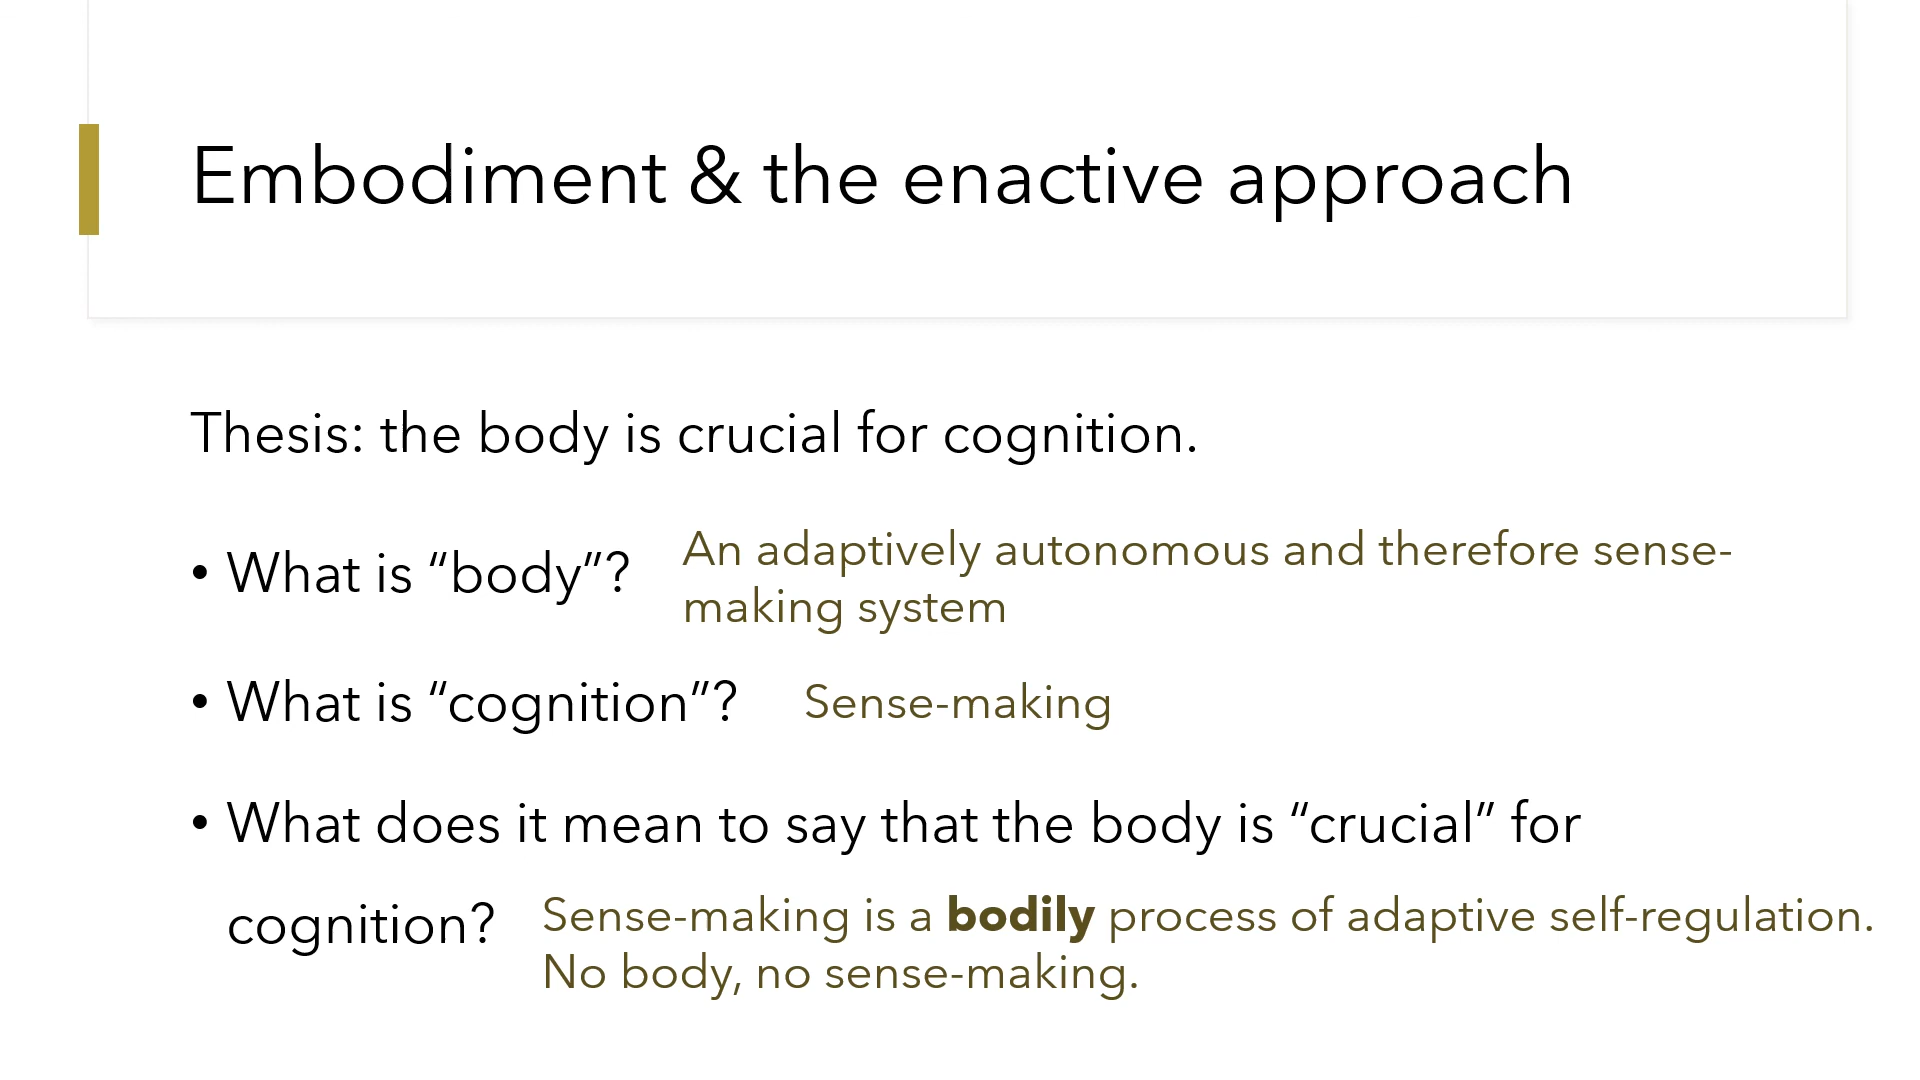 Embodiment & the enactive approach
Thesis: the body is crucial for cognition.
• What is “body”?
An adaptively autonomous and therefore sense-
making system
• What is “cognition”?
Sense-making
• What does it mean to say that the body is “crucial” for
cognition?
Sense-making is a bodily process of adaptive self-regulation.
No body, no sense-making.